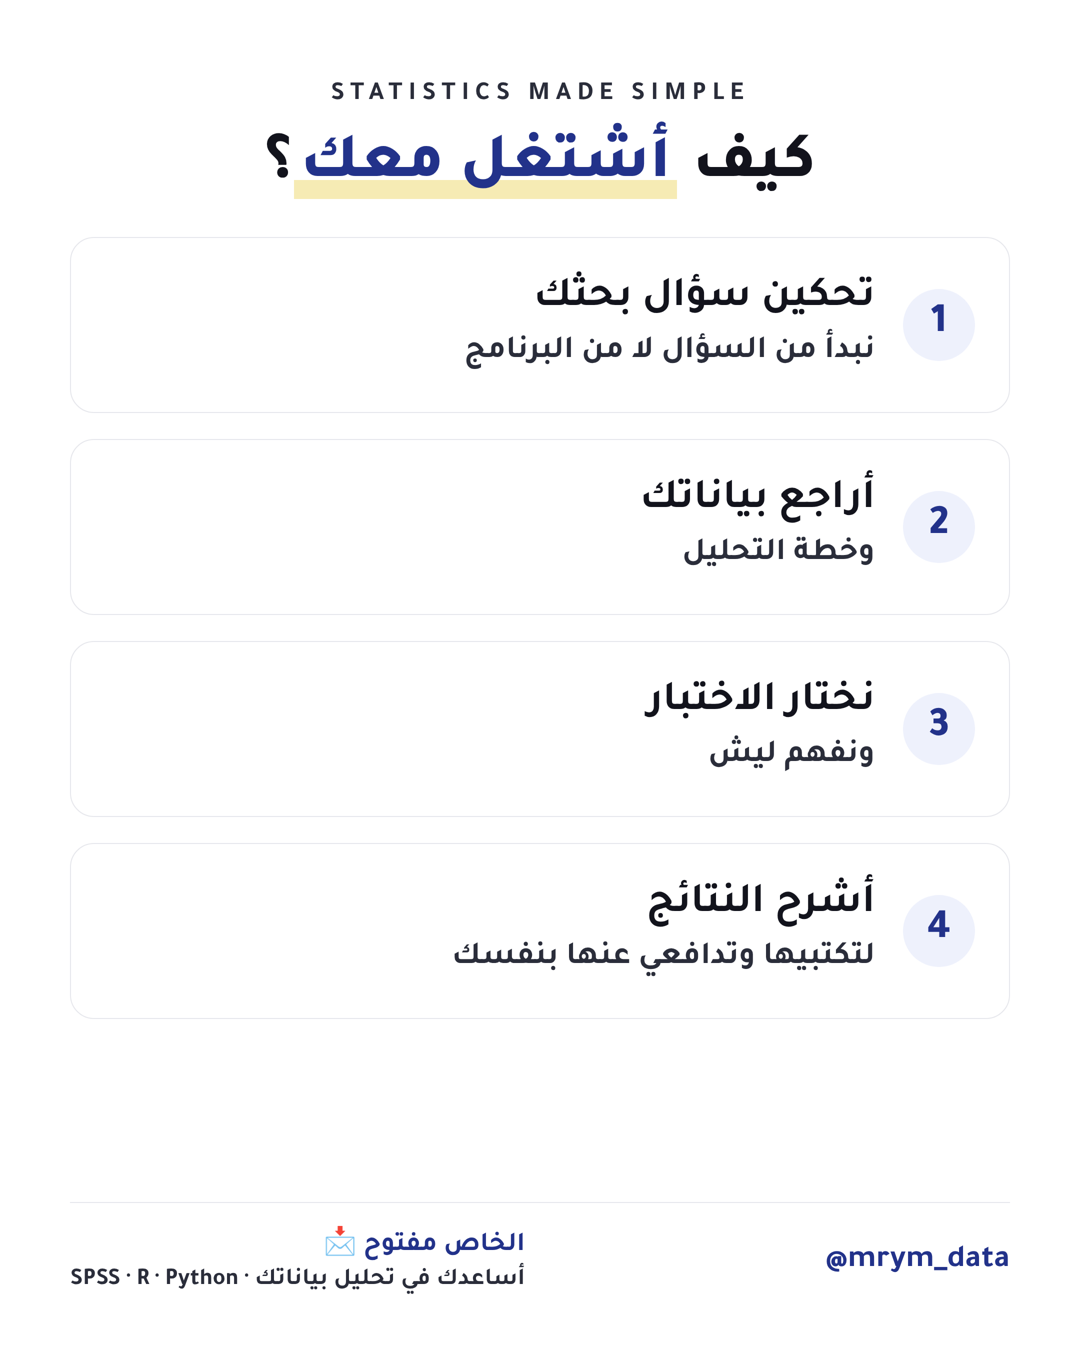 STATISTICS MADE SIMPLE
كيف أشتغل معك؟
1
تحكين سؤال بحثك
نبدأ من السؤال لا من البرنامج
2
أراجع بياناتك
وخطة التحليل
3
نختار الاختبار
ونفهم ليش
4
أشرح النتائج
لتكتبيها وتدافعي عنها بنفسك
@mrym_data
الخاص مفتوح 📩
أساعدك في تحليل بياناتك · SPSS · R · Python